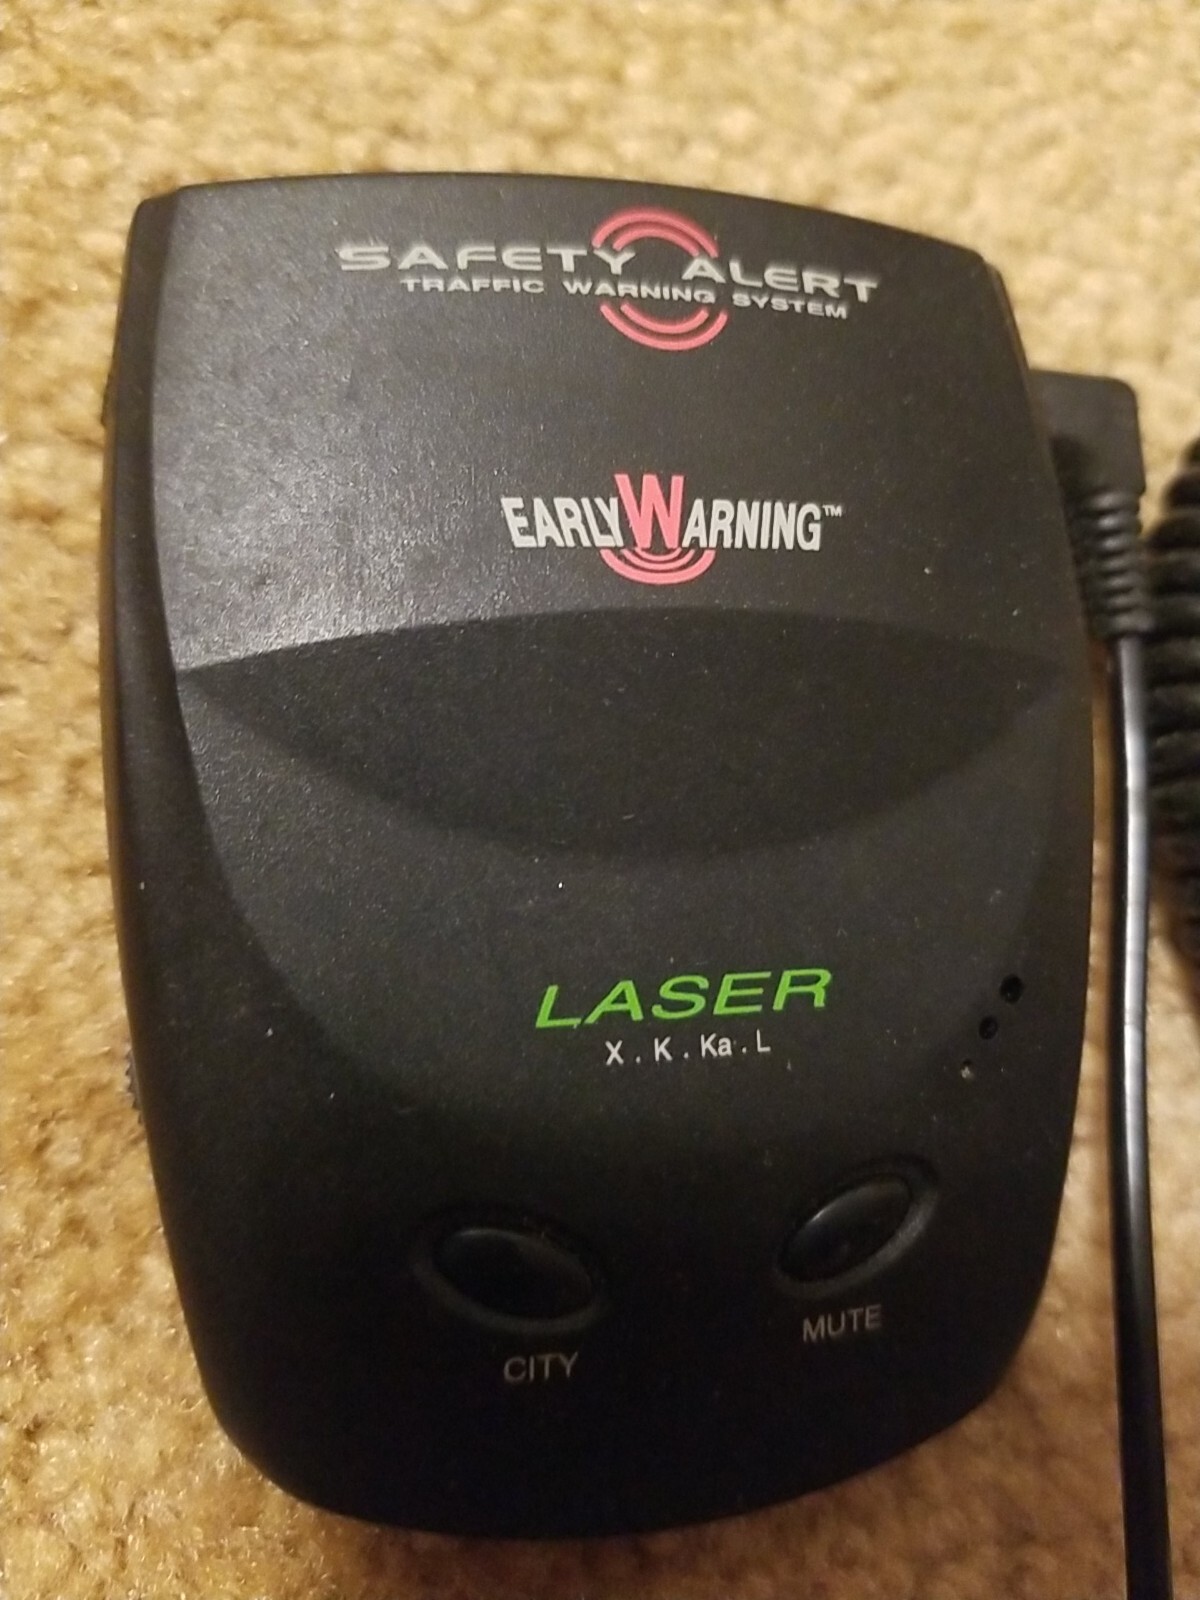 SAFETY ALERT
TRAFFIC WARNING SYSTEM
EARLYWARNING™
LASER
X . K . Ka . L
CITY
MUTE